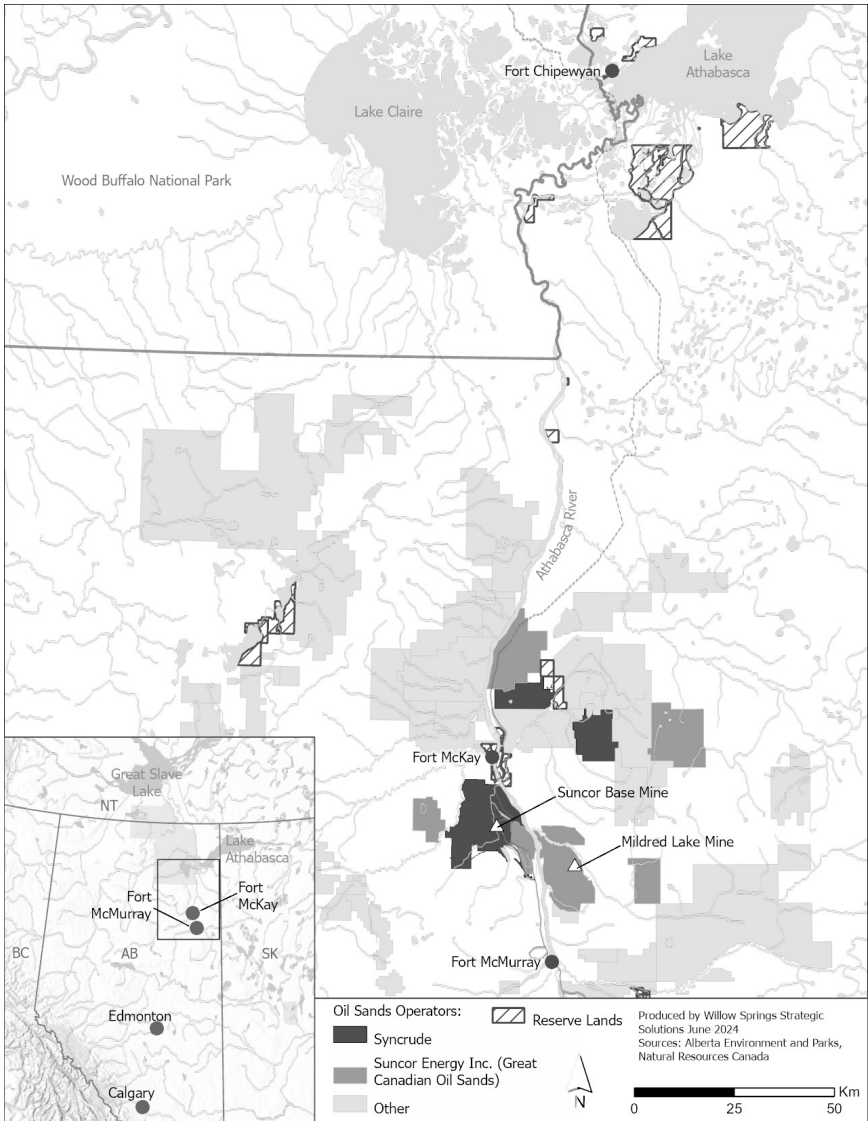 Fort Chipewyan
Lake
Athabasca
Lake Claire
Wood Buffalo National Park
Athabasca River
Fort McKay
Suncor Base Mine
Mildred Lake Mine
Fort McMurray
Great Slave
Lake
NT
Lake
Athabasca
Fort
McMurray
Fort
McKay
BC
AB
SK
Edmonton
Calgary
Oil Sands Operators:
Syncrude
Suncor Energy Inc. (Great
Canadian Oil Sands)
Other
Reserve Lands
N
Produced by Willow Springs Strategic
Solutions June 2024
Sources: Alberta Environment and Parks,
Natural Resources Canada
Km
0 25 50